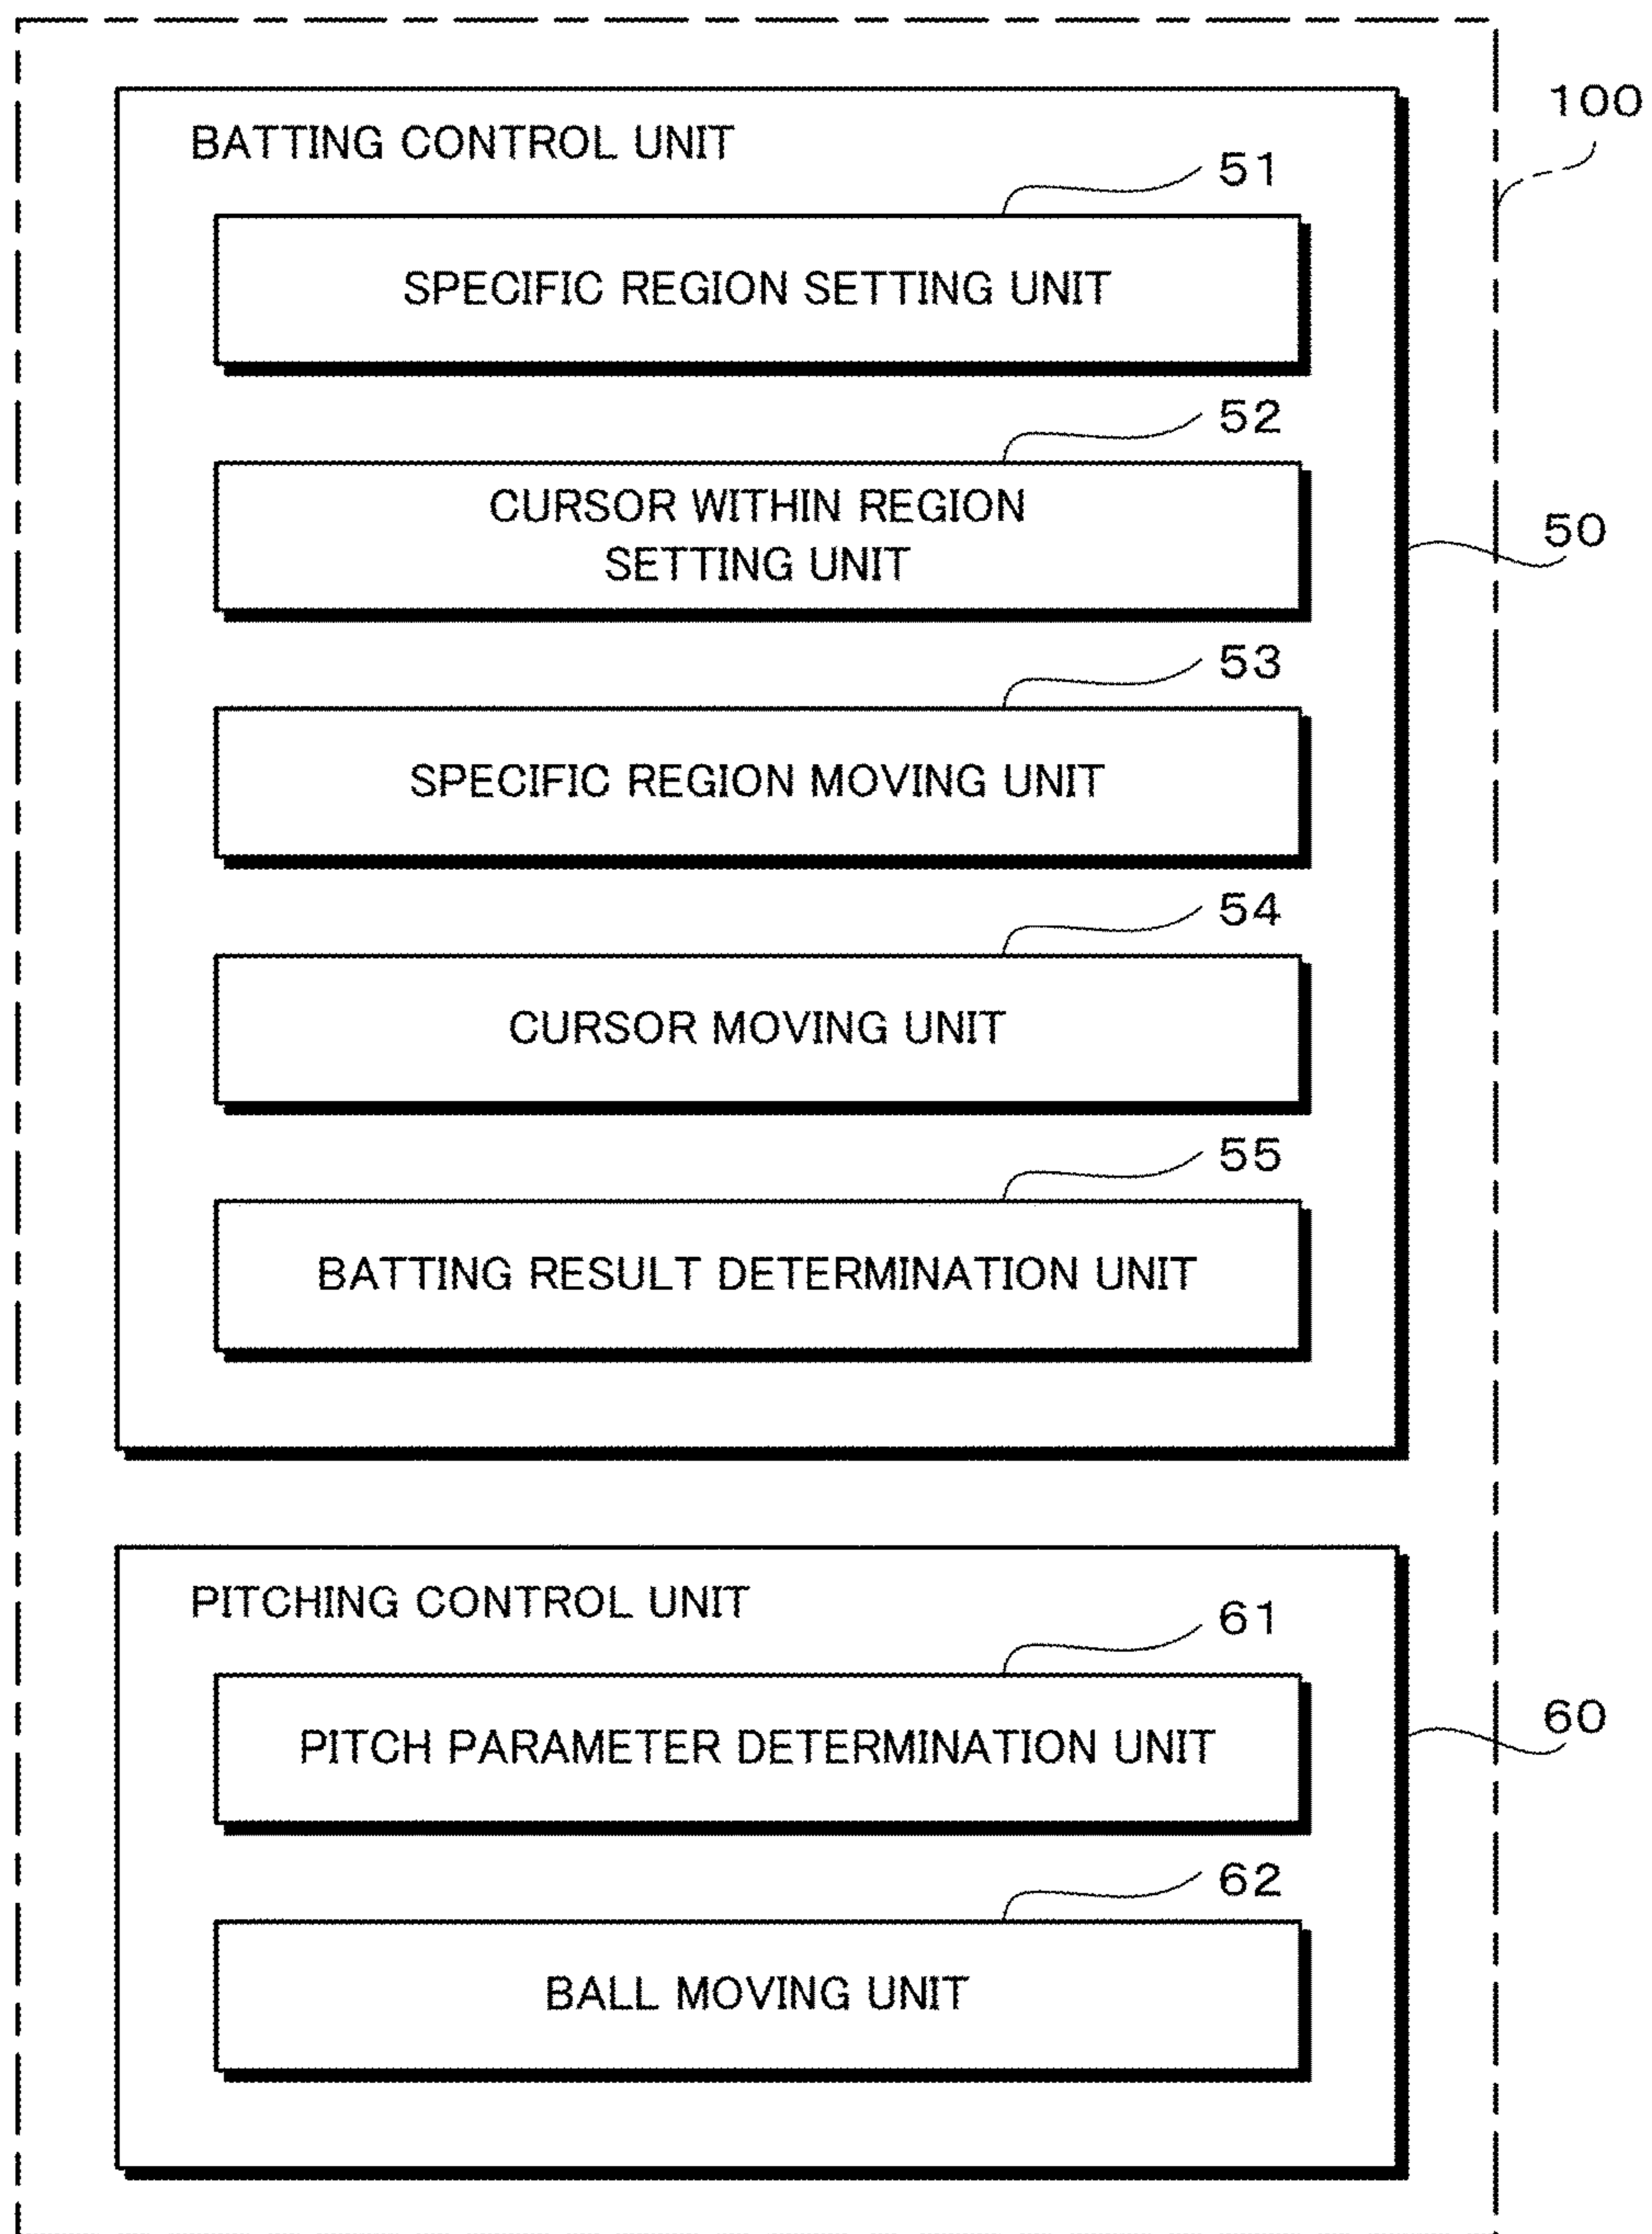 100
BATTING CONTROL UNIT
51
SPECIFIC REGION SETTING UNIT
52
CURSOR WITHIN REGION
SETTING UNIT
50
53
SPECIFIC REGION MOVING UNIT
54
CURSOR MOVING UNIT
55
BATTING RESULT DETERMINATION UNIT
PITCHING CONTROL UNIT
61
PITCH PARAMETER DETERMINATION UNIT
60
62
BALL MOVING UNIT